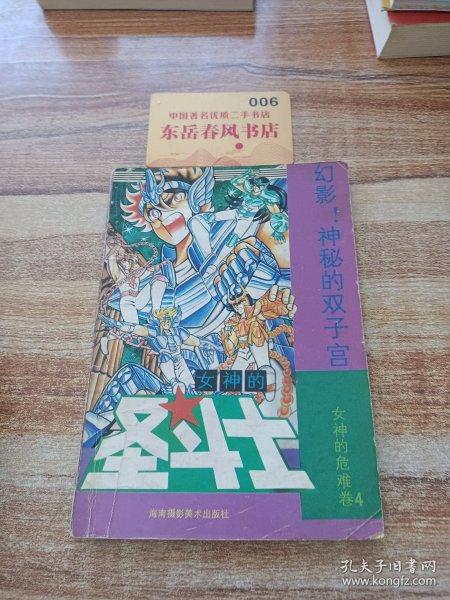 006
中国著名优质二手书店
东岳春风书店
幻影！神秘的双子宫
女神的
圣斗士
女神的危难卷4
海南摄影美术出版社
孔夫子旧书网
www.kongfz.com